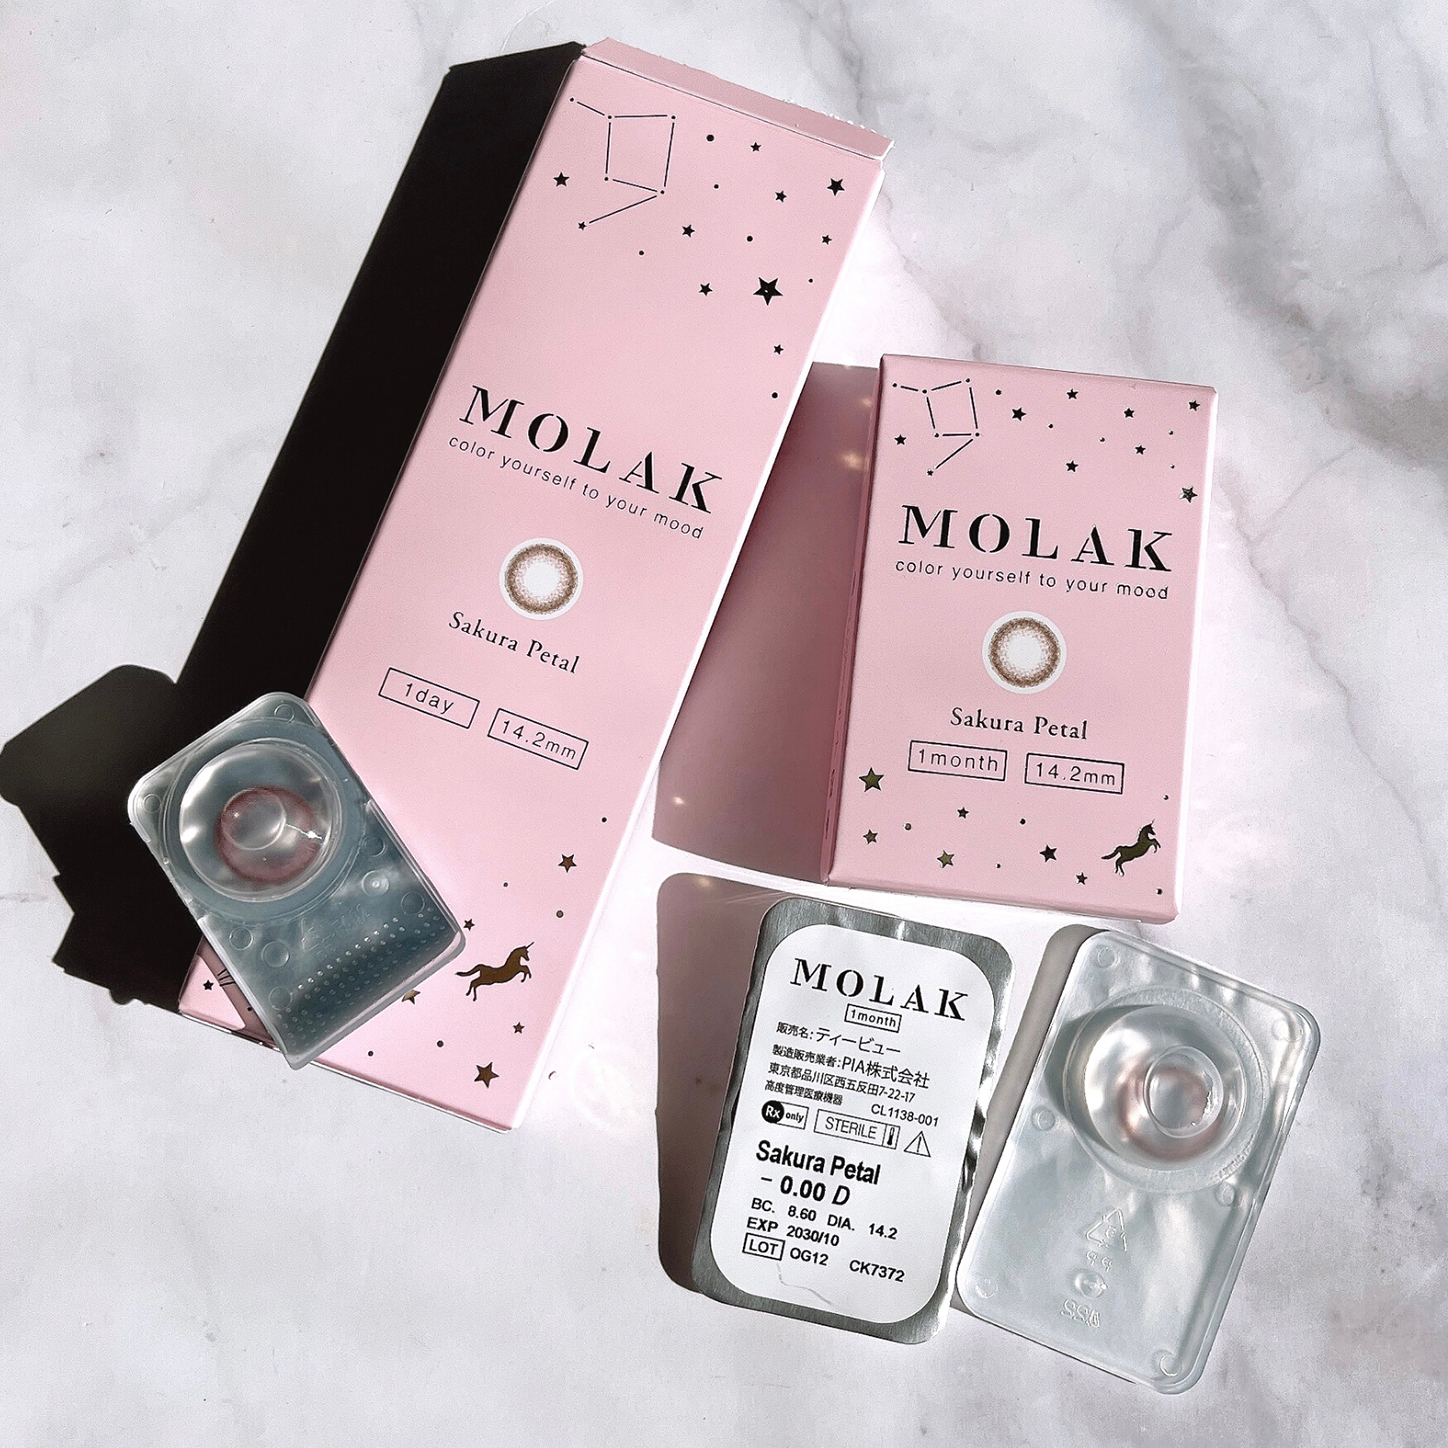 MOLAK
color yourself to your mood
Sakura Petal
1day
14.2mm
MOLAK
color yourself to your mood
Sakura Petal
1month
14.2mm
MOLAK
1month
販売名:ティービュー
製造販売業者:PIA株式会社
東京都品川区西五反田7-22-17
高度管理医療機器 CL1138-001
Rx only STERILE
Sakura Petal
- 0.00 D
BC. 8.60 DIA. 14.2
EXP 2030/10
LOT OG12 CK7372